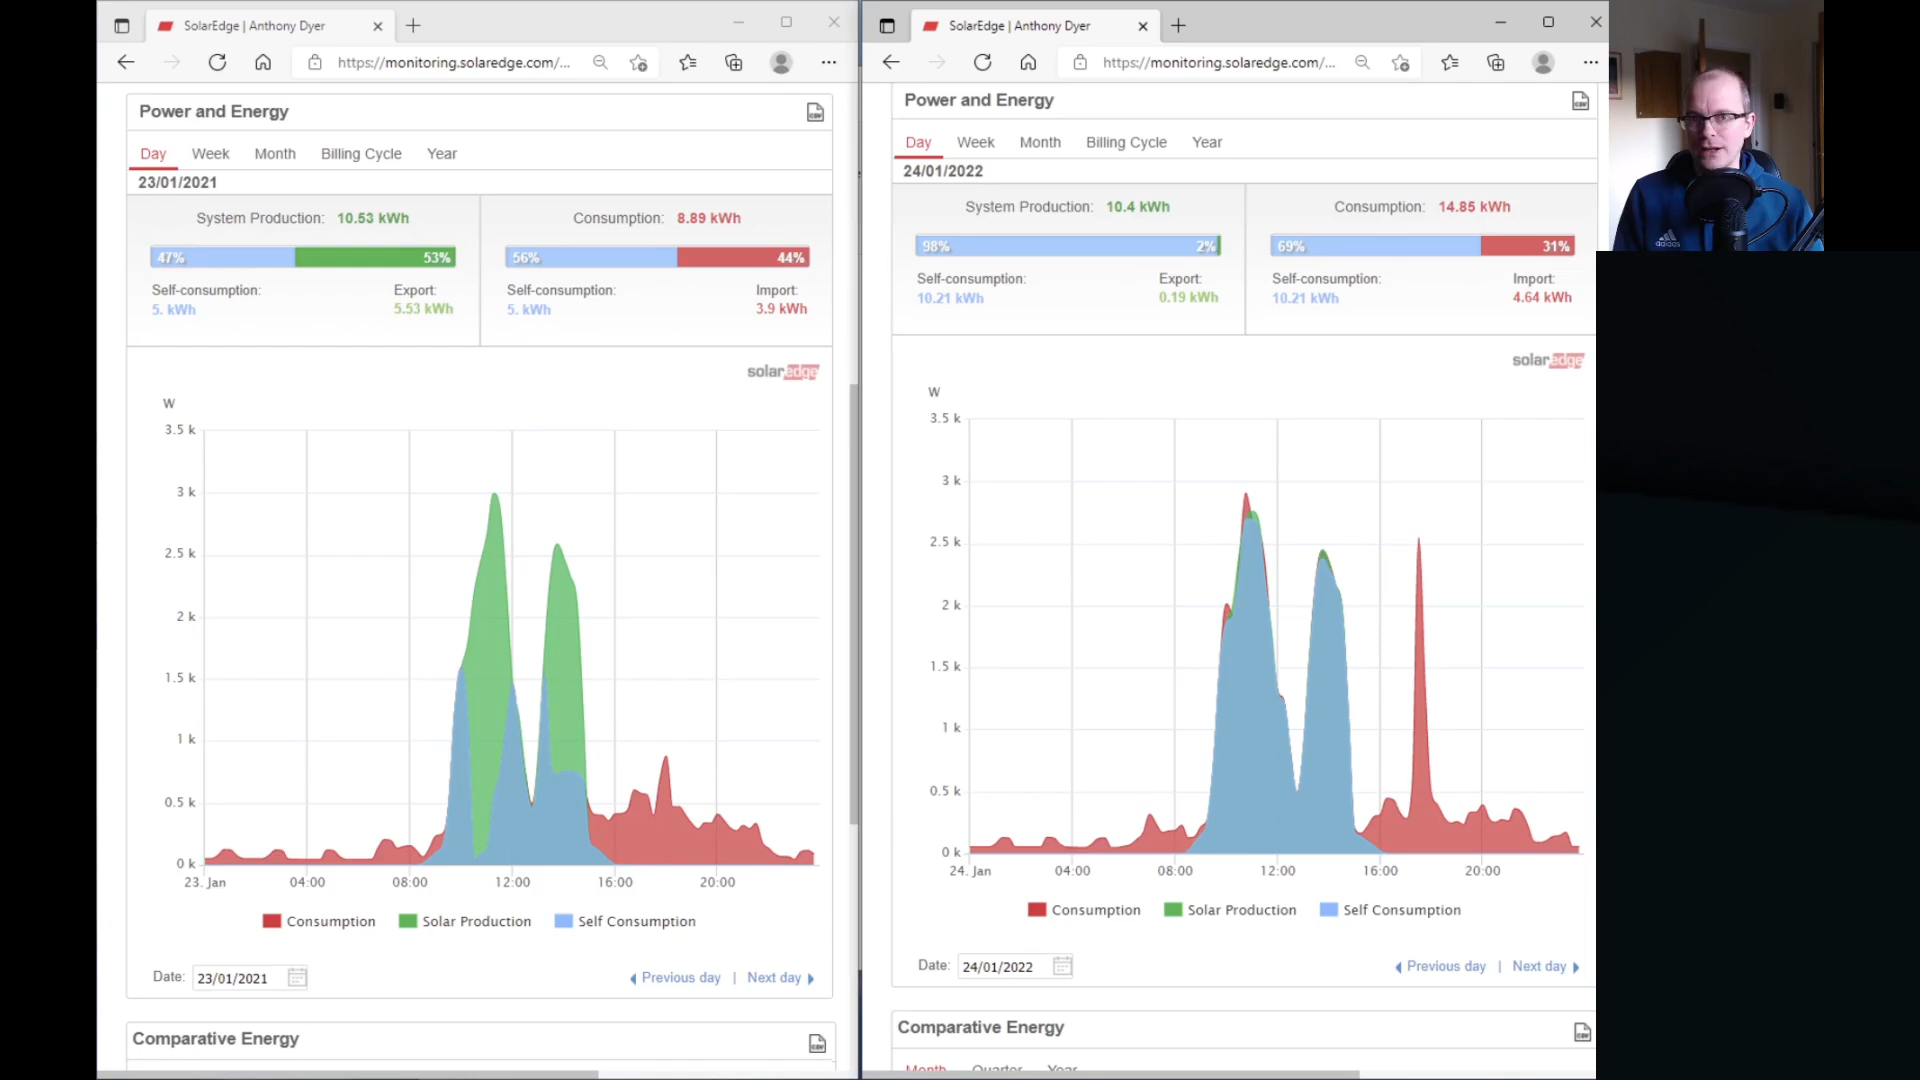 SolarEdge | Anthony Dyer
https://monitoring.solaredge.com/...
Power and Energy
Day Week Month Billing Cycle Year
23/01/2021
System Production: 10.53 kWh
47% 53%
Self-consumption: Export:
5. kWh 5.53 kWh
Consumption: 8.89 kWh
56% 44%
Self-consumption: Import:
5. kWh 3.9 kWh
solaredge
W
3.5 k
3 k
2.5 k
2 k
1.5 k
1 k
0.5 k
0 k
23. Jan 04:00 08:00 12:00 16:00 20:00
Consumption Solar Production Self Consumption
Date: 23/01/2021 Previous day | Next day
Comparative Energy
SolarEdge | Anthony Dyer
https://monitoring.solaredge.com/...
Power and Energy
Day Week Month Billing Cycle Year
24/01/2022
System Production: 10.4 kWh
98% 2%
Self-consumption: Export:
10.21 kWh 0.19 kWh
Consumption: 14.85 kWh
69% 31%
Self-consumption: Import:
10.21 kWh 4.64 kWh
solaredge
W
3.5 k
3 k
2.5 k
2 k
1.5 k
1 k
0.5 k
0 k
24. Jan 04:00 08:00 12:00 16:00 20:00
Consumption Solar Production Self Consumption
Date: 24/01/2022 Previous day | Next day
Comparative Energy
Month Quarter Year
adidas